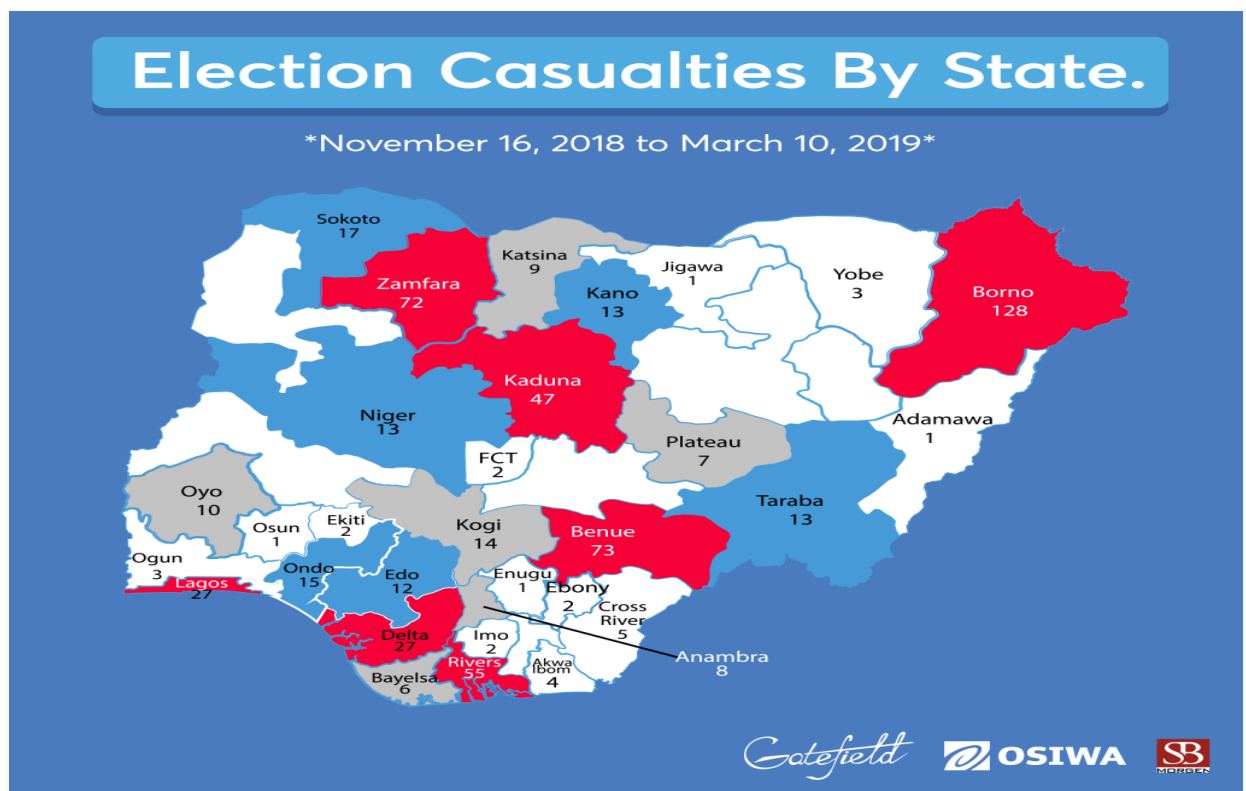 Election Casualties By State.
*November 16, 2018 to March 10, 2019*
Sokoto
17
Zamfara
72
Katsina
9
Kano
13
Jigawa
1
Yobe
3
Borno
128
Kaduna
47
Niger
13
Adamawa
1
Plateau
7
FCT
2
Taraba
13
Oyo
10
Kogi
14
Benue
73
Osun
1
Ekiti
2
Ogun
3
Lagos
27
Ondo
15
Edo
12
Enugu
1
Ebony
2
Cross
River
5
Delta
27
Imo
2
Anambra
8
Rivers
55
Akwa
Ibom
4
Bayelsa
6
Gatefield
OSIWA
SB
MORGEN